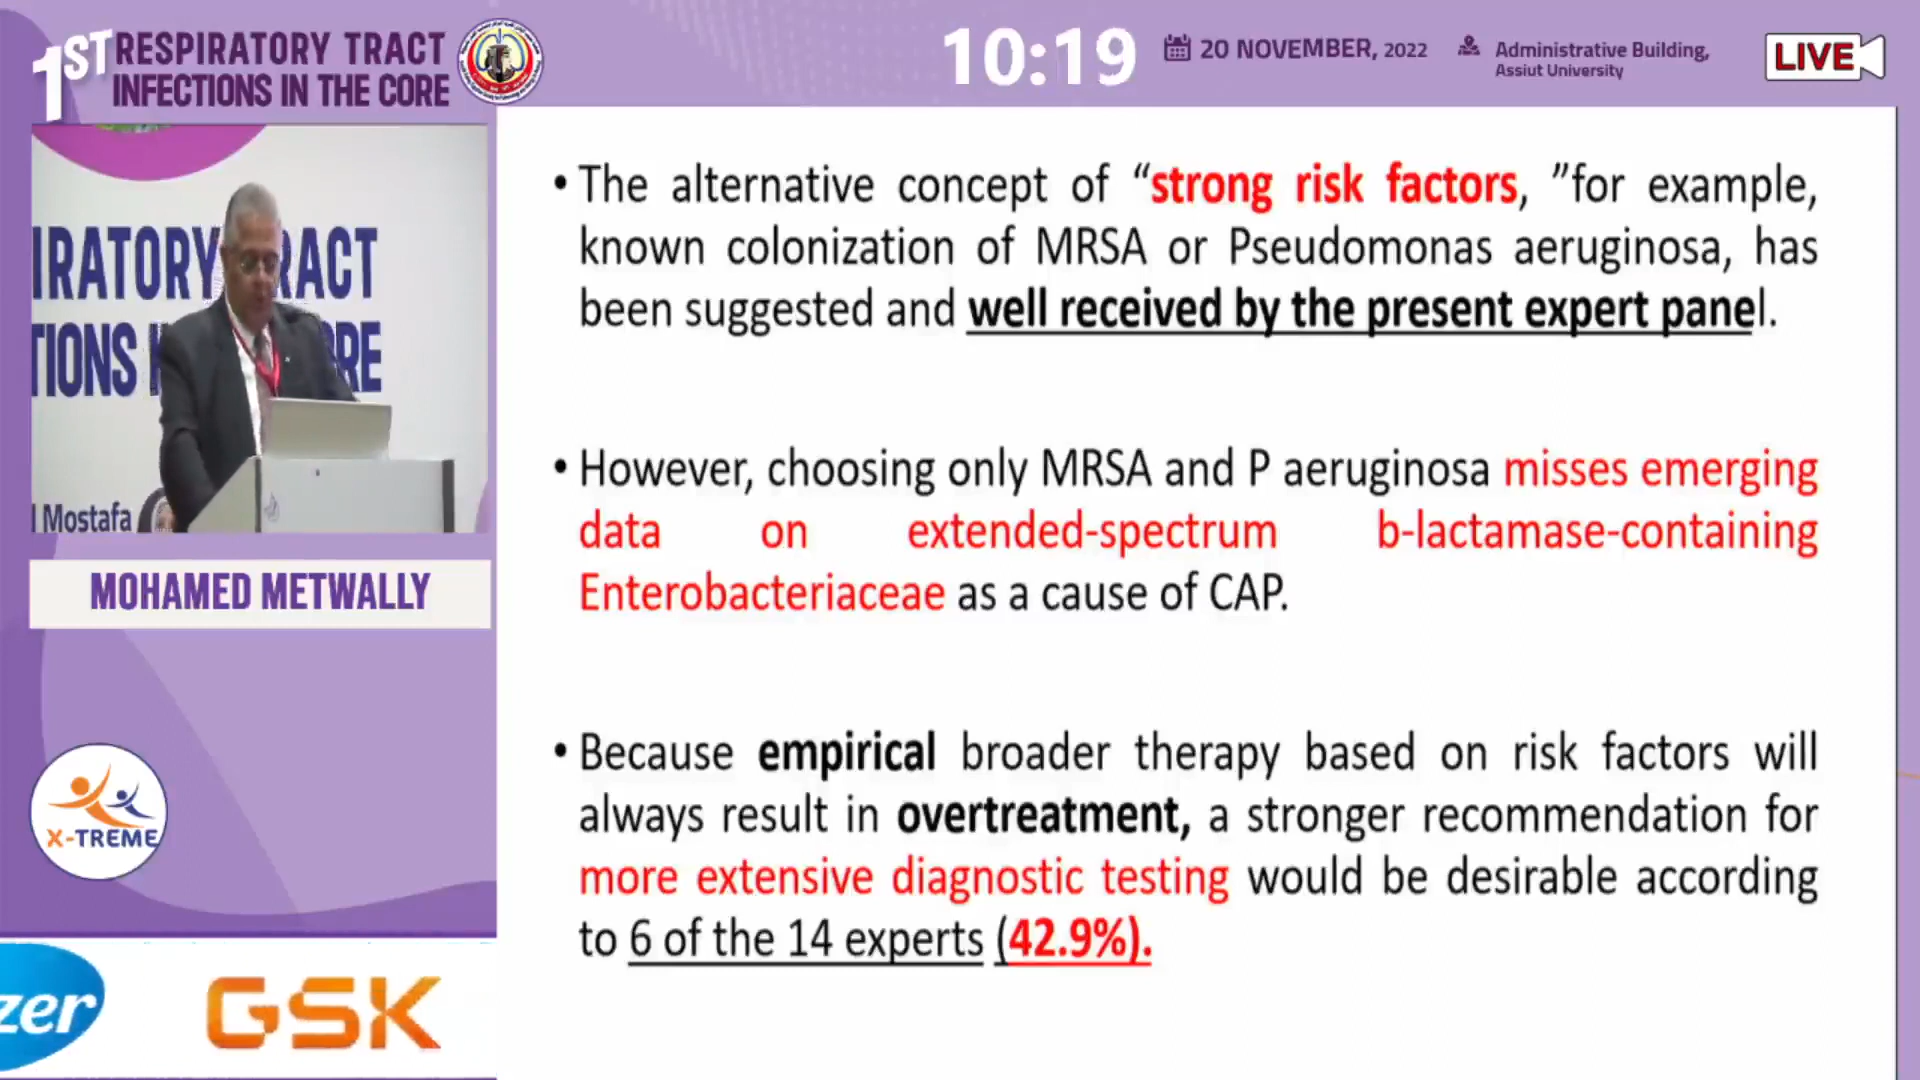 1ST RESPIRATORY TRACT
INFECTIONS IN THE CORE
10:19
20 NOVEMBER, 2022
Administrative Building,
Assiut University
LIVE
IRATORY TRACT
TIONS
RE
Mostafa
MOHAMED METWALLY
X-TREME
zer
GSK
• The alternative concept of “strong risk factors, ”for example,
known colonization of MRSA or Pseudomonas aeruginosa, has
been suggested and well received by the present expert panel.
• However, choosing only MRSA and P aeruginosa misses emerging
data on extended-spectrum b-lactamase-containing
Enterobacteriaceae as a cause of CAP.
• Because empirical broader therapy based on risk factors will
always result in overtreatment, a stronger recommendation for
more extensive diagnostic testing would be desirable according
to 6 of the 14 experts (42.9%).